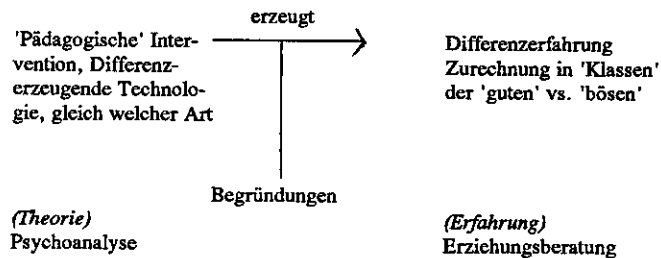 erzeugt
'Pädagogische' Inter-
vention, Differenz-
erzeugende Technolo-
gie, gleich welcher Art
Differenzerfahrung
Zurechnung in 'Klassen'
der 'guten' vs. 'bösen'
Begründungen
(Theorie)
Psychoanalyse
(Erfahrung)
Erziehungsberatung